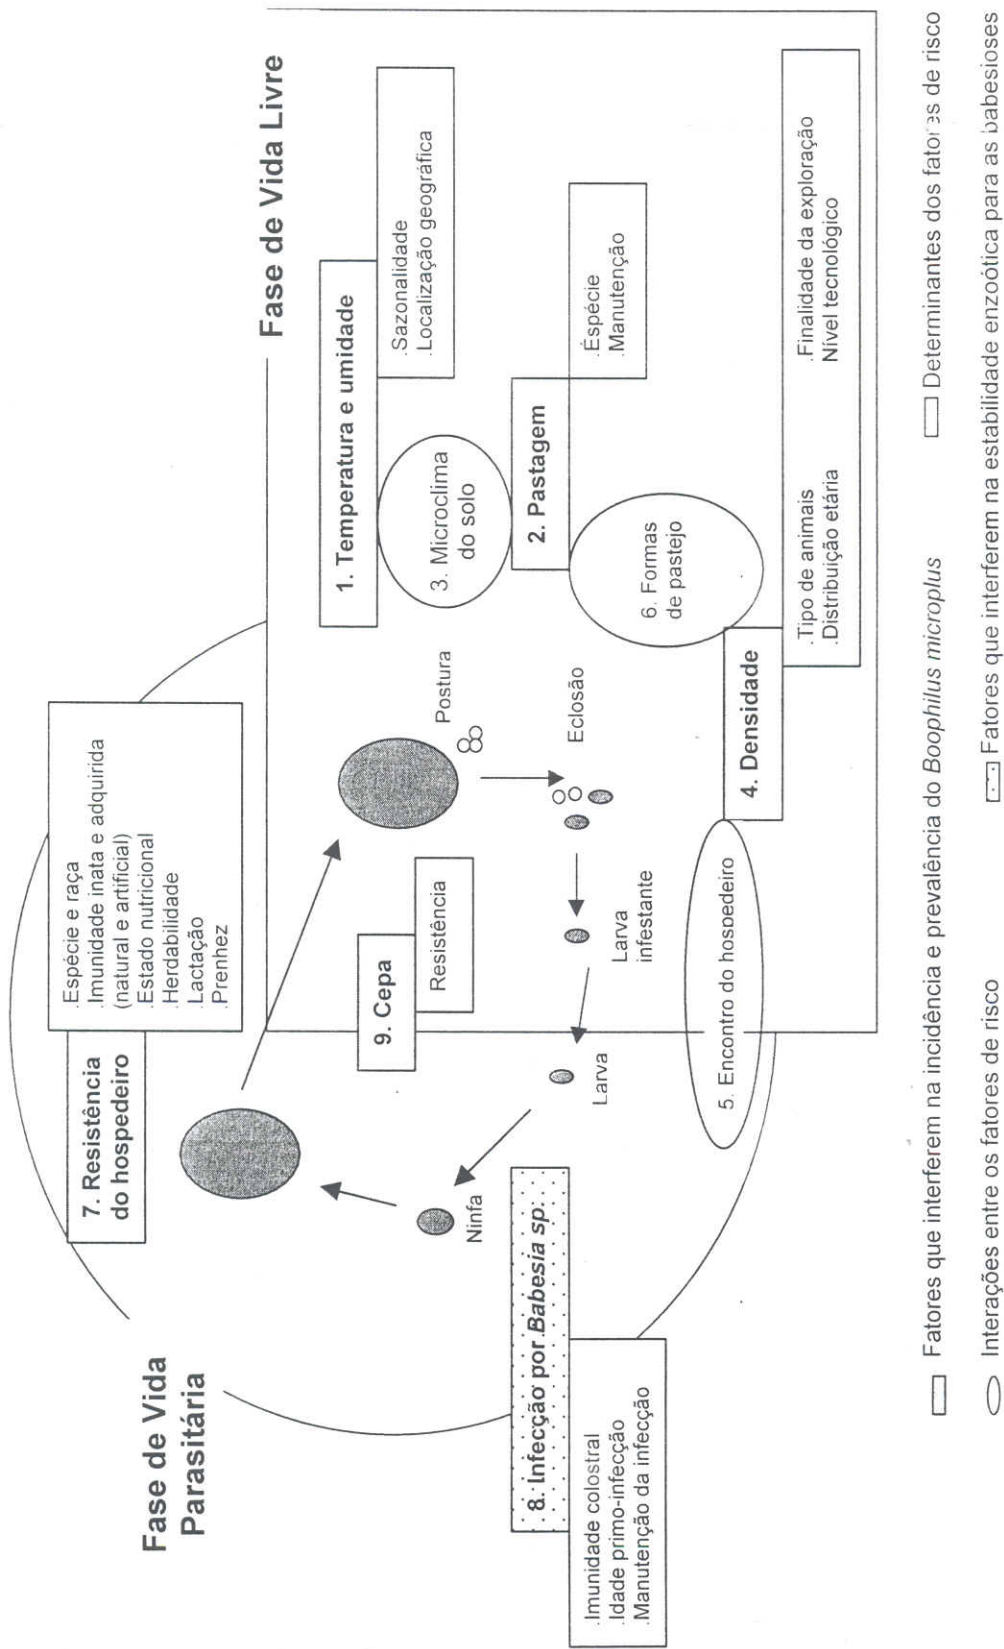 Fase de Vida
Parasitária
7. Resistência
do hospedeiro
.Espécie e raça
.Imunidade inata e adquirida
(natural e artificial)
.Estado nutricional
.Herdabilidade
.Lactação
.Prenhez
Fase de Vida Livre
1. Temperatura e umidade
.Sazonalidade
.Localização geográfica
3. Microclima
do solo
2. Pastagem
.Espécie
.Manutenção
6. Formas
de pastejo
4. Densidade
.Tipo de animais
.Distribuição etária
.Finalidade da exploração
Nível tecnológico
9. Cepa
Resistência
Postura
Eclosão
Larva
infestante
Larva
Ninfa
5. Encontro do hospedeiro
8. Infecção por Babesia sp.
.Imunidade colostral
.Idade primo-infecção
.Manutenção da infecção
Fatores que interferem na incidência e prevalência do Boophilus microplus
Determinantes dos fatores de risco
Interações entre os fatores de risco
Fatores que interferem na estabilidade enzoótica para as babesioses